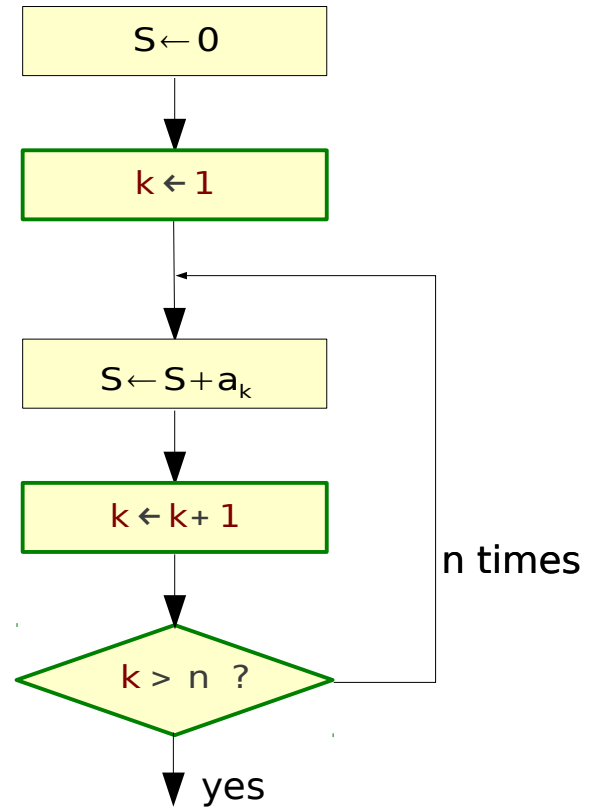 S←0
k ← 1
S←S+aₖ
k ← k+ 1
n times
k > n ?
yes